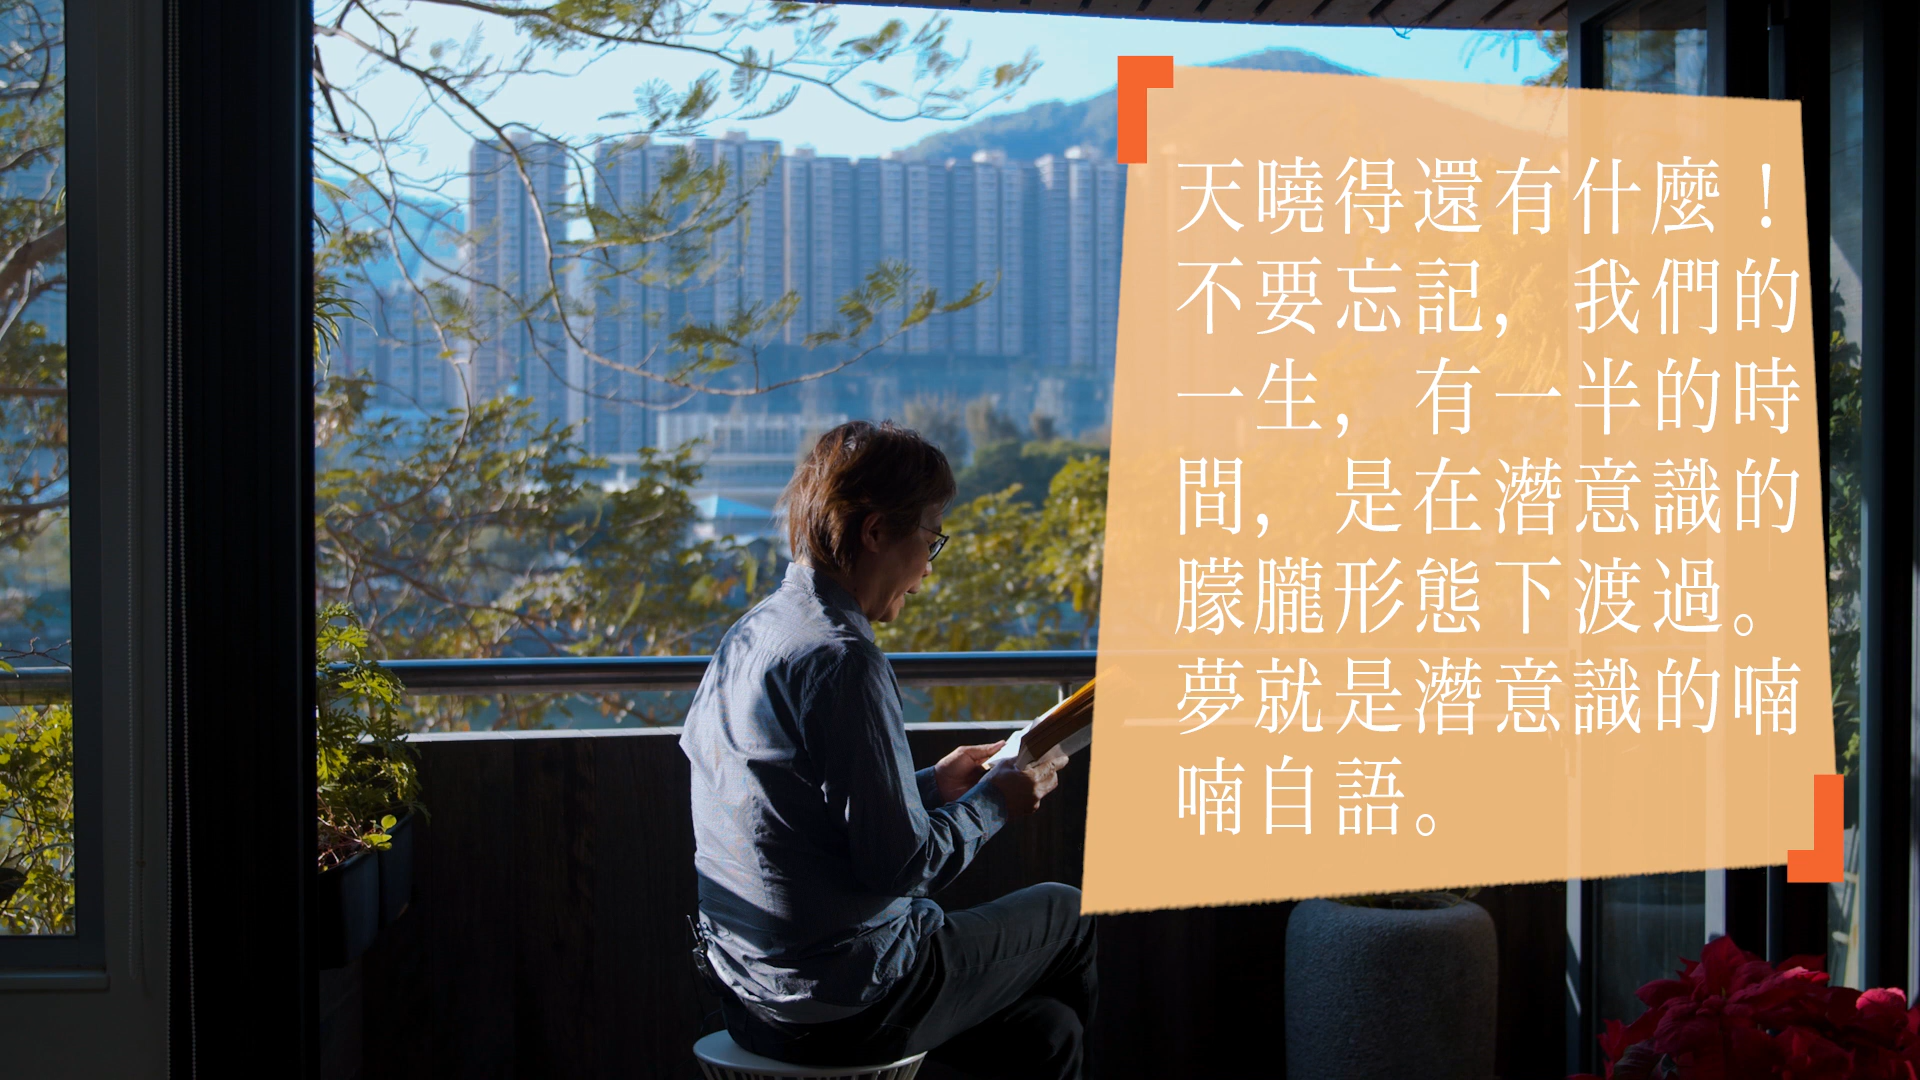 天曉得還有什麼！
不要忘記，我們的
一生，有一半的時
間，是在潛意識的
朦朧形態下渡過。
夢就是潛意識的喃
喃自語。